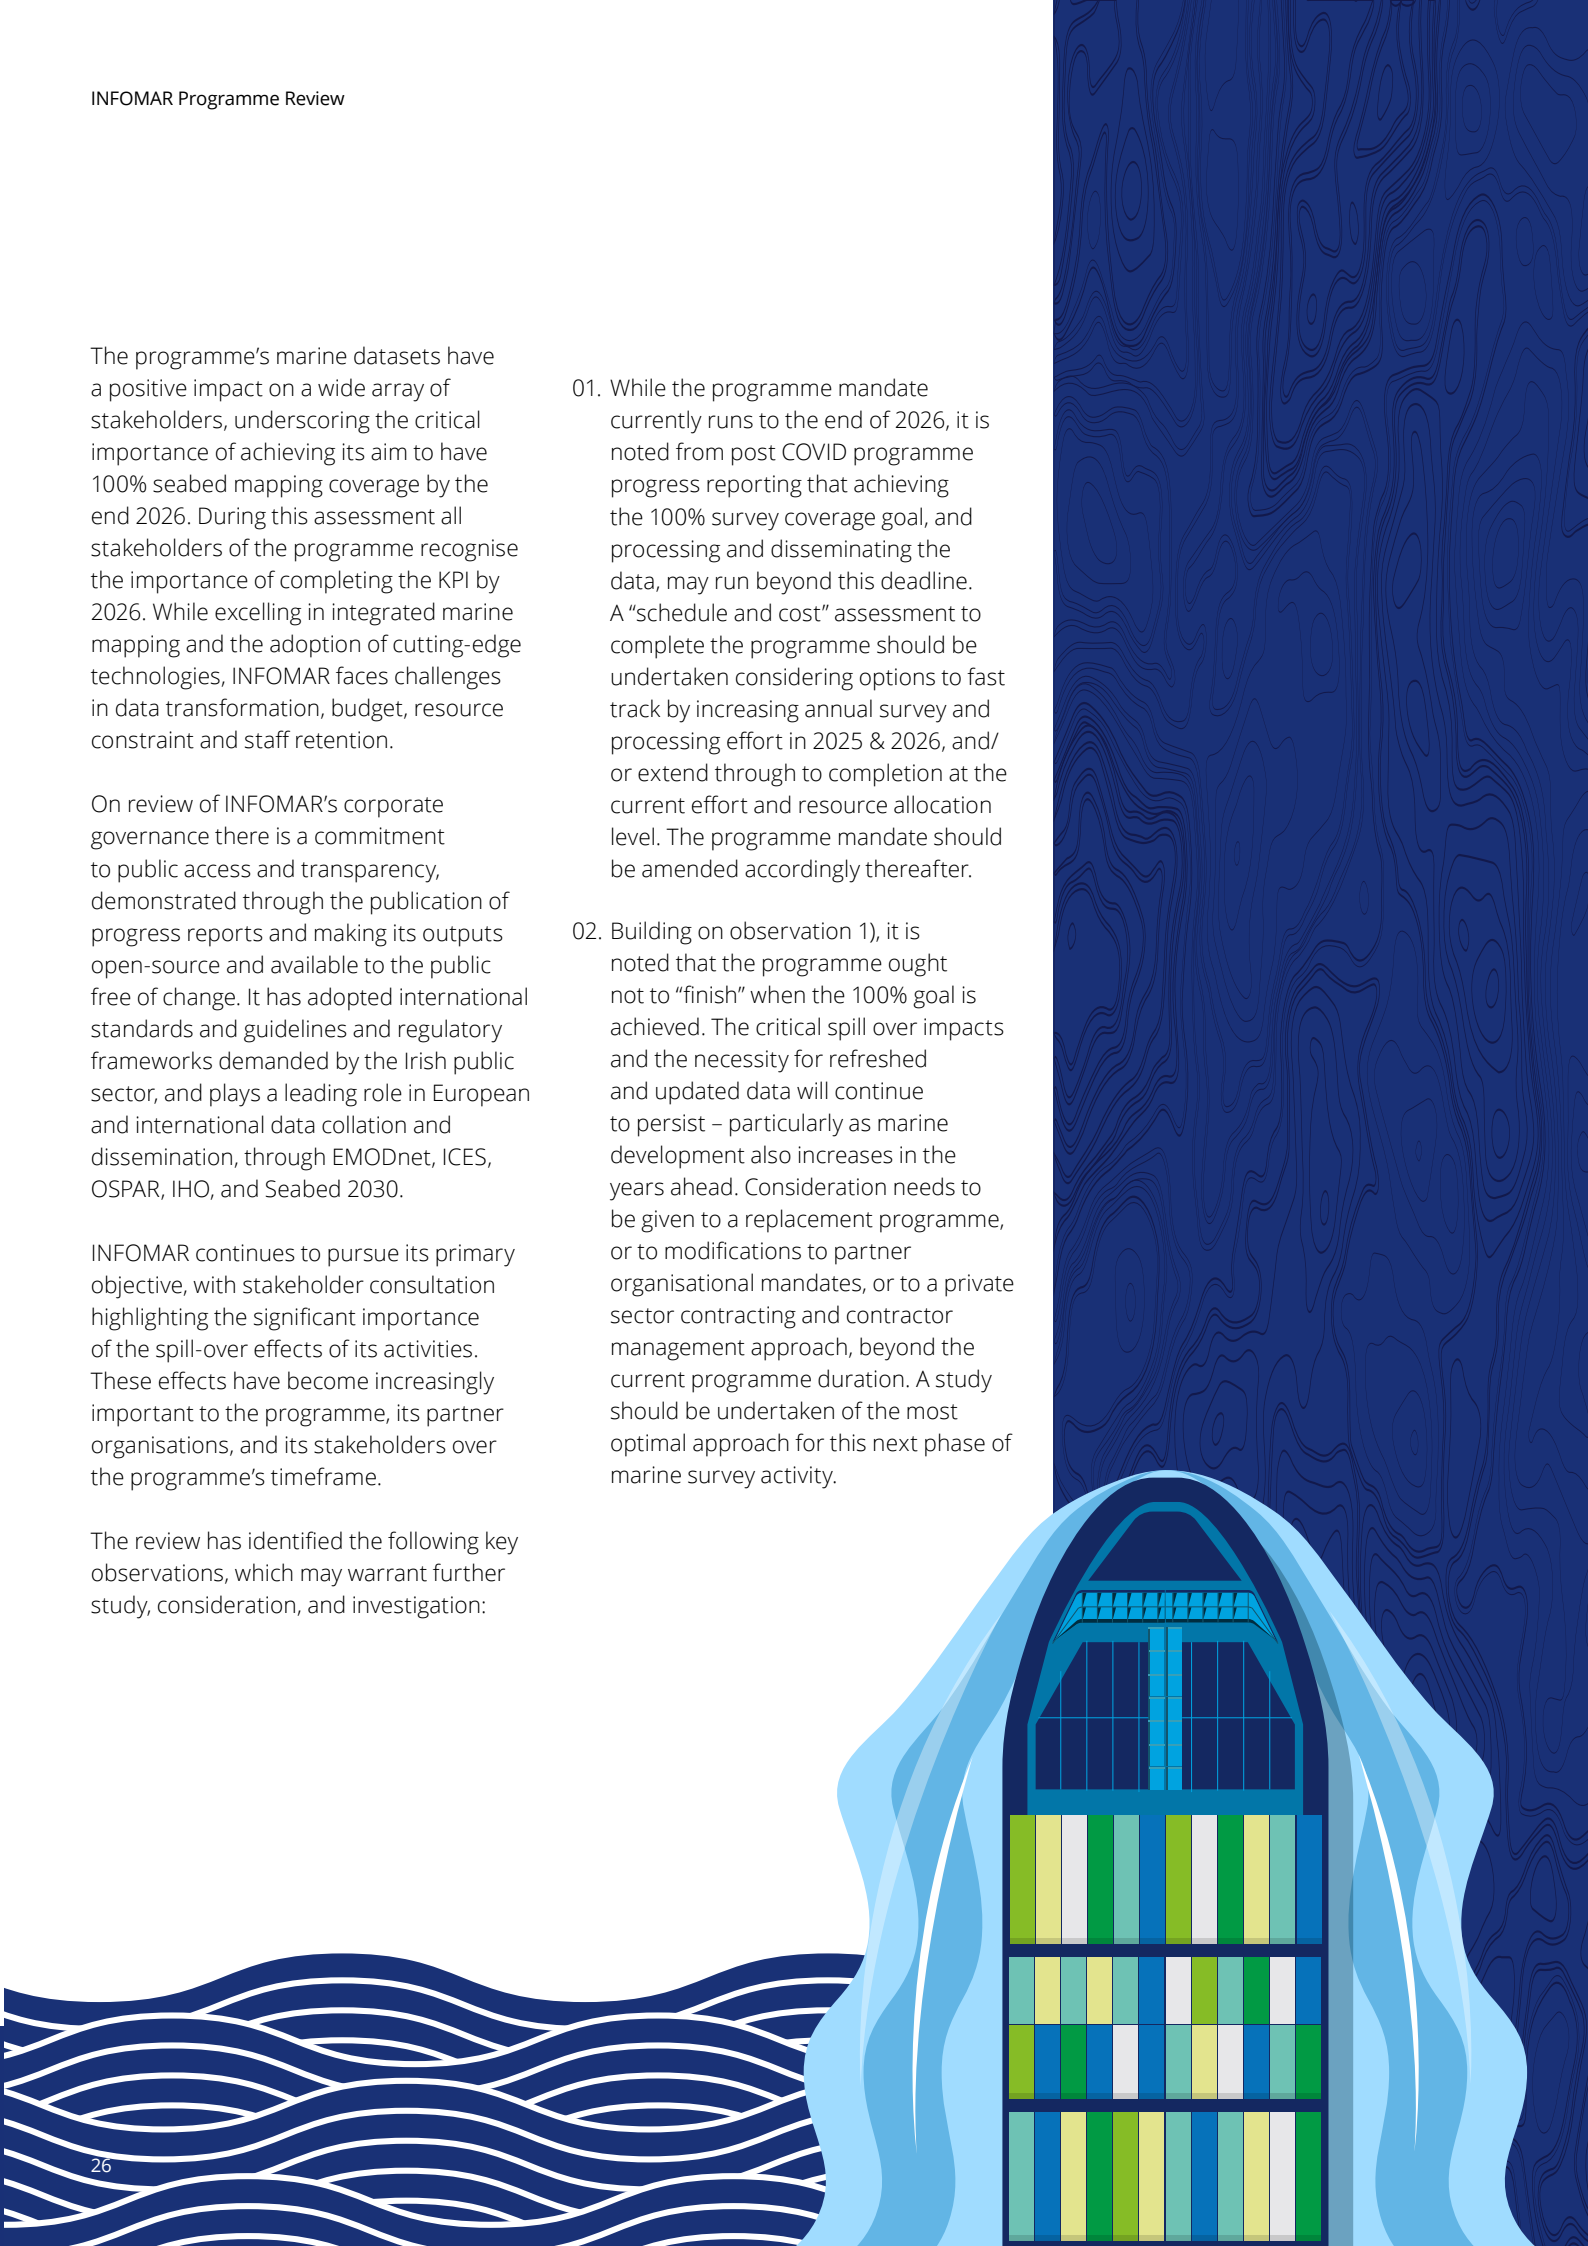 INFOMAR Programme Review
The programme’s marine datasets have
a positive impact on a wide array of
stakeholders, underscoring the critical
importance of achieving its aim to have
100% seabed mapping coverage by the
end 2026. During this assessment all
stakeholders of the programme recognise
the importance of completing the KPI by
2026. While excelling in integrated marine
mapping and the adoption of cutting-edge
technologies, INFOMAR faces challenges
in data transformation, budget, resource
constraint and staff retention.
On review of INFOMAR’s corporate
governance there is a commitment
to public access and transparency,
demonstrated through the publication of
progress reports and making its outputs
open-source and available to the public
free of change. It has adopted international
standards and guidelines and regulatory
frameworks demanded by the Irish public
sector, and plays a leading role in European
and international data collation and
dissemination, through EMODnet, ICES,
OSPAR, IHO, and Seabed 2030.
INFOMAR continues to pursue its primary
objective, with stakeholder consultation
highlighting the significant importance
of the spill-over effects of its activities.
These effects have become increasingly
important to the programme, its partner
organisations, and its stakeholders over
the programme’s timeframe.
The review has identified the following key
observations, which may warrant further
study, consideration, and investigation:
01. While the programme mandate
currently runs to the end of 2026, it is
noted from post COVID programme
progress reporting that achieving
the 100% survey coverage goal, and
processing and disseminating the
data, may run beyond this deadline.
A “schedule and cost” assessment to
complete the programme should be
undertaken considering options to fast
track by increasing annual survey and
processing effort in 2025 & 2026, and/
or extend through to completion at the
current effort and resource allocation
level. The programme mandate should
be amended accordingly thereafter.
02. Building on observation 1), it is
noted that the programme ought
not to “finish” when the 100% goal is
achieved. The critical spill over impacts
and the necessity for refreshed
and updated data will continue
to persist – particularly as marine
development also increases in the
years ahead. Consideration needs to
be given to a replacement programme,
or to modifications to partner
organisational mandates, or to a private
sector contracting and contractor
management approach, beyond the
current programme duration. A study
should be undertaken of the most
optimal approach for this next phase of
marine survey activity.
26